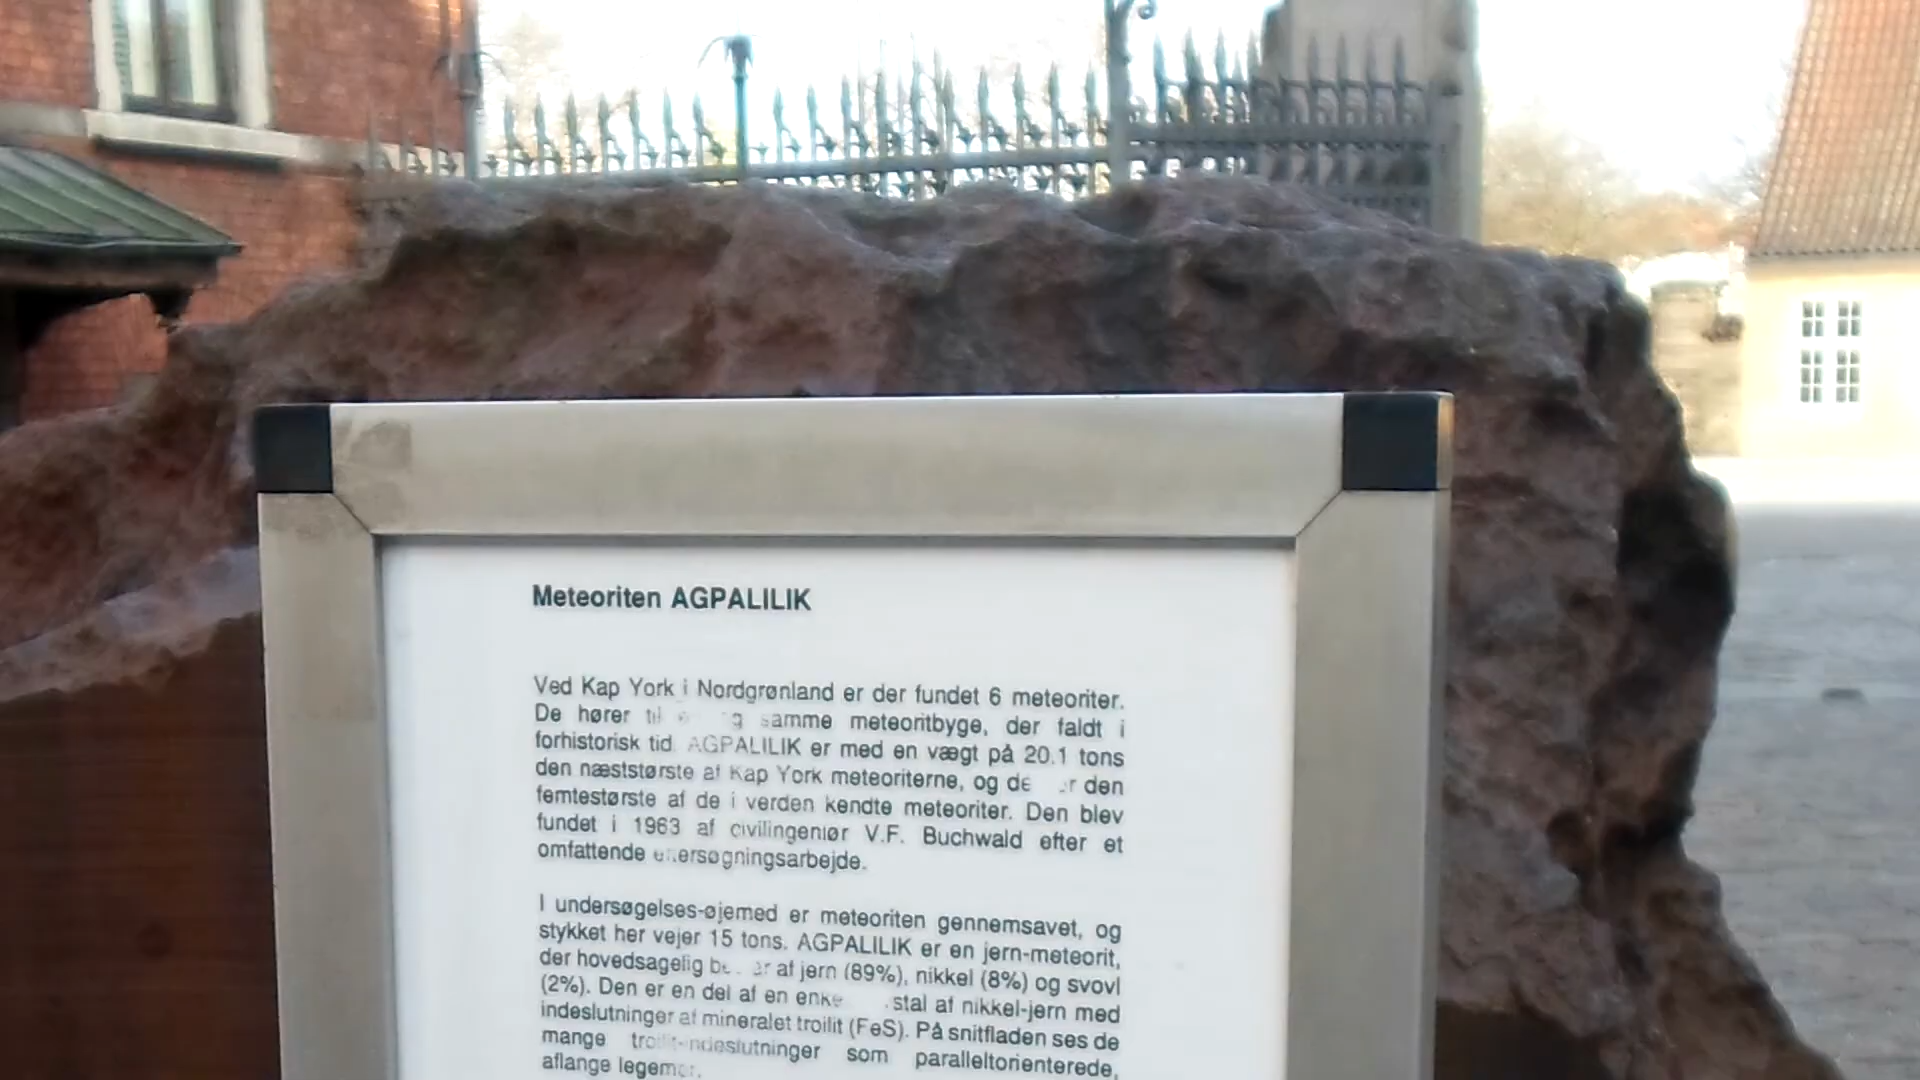 Meteoriten AGPALILIK
Ved Kap York i Nordgrønland er der fundet 6 meteoriter.
De hører til samme meteoritbyge, der faldt i
forhistorisk tid. AGPALILIK er med en vægt på 20.1 tons
den næststørste af Kap York meteoriterne, og den
femtestørste af de i verden kendte meteoriter. Den blev
fundet i 1963 af civilingeniør V.F. Buchwald efter et
omfattende
I undersøgelses-øjemed er meteoriten gennemsavet, og
stykket her vejer 15 tons. AGPALILIK er en jern-meteorit,
der hovedsagelig af jern (89%), nikkel (8%) og svovl
(2%). Den er en del af en af nikkel-jern med
indeslutninger af mineralet troilit (FeS). På snitfladen ses de
mange troilit-indeslutninger som paralleltorienterede,
aflange legemer.